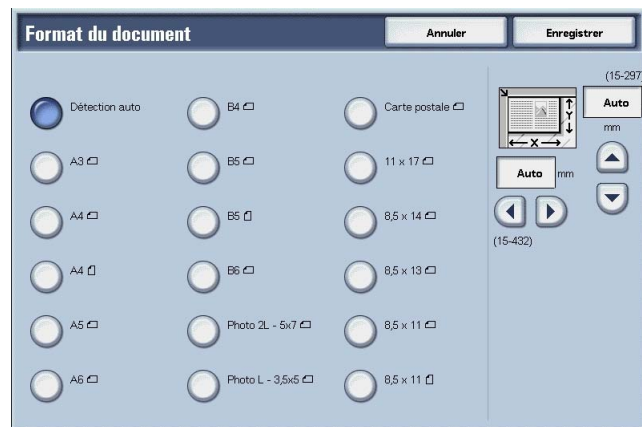 Format du document
Annuler
Enregistrer
Détection auto
B4
Carte postale
A3
B5
11 x 17
A4
B5
8,5 x 14
A4
B6
8,5 x 13
A5
Photo 2L - 5x7
8,5 x 11
A6
Photo L - 3,5x5
8,5 x 11
(15-297)
Auto
mm
Y
X
Auto mm
(15-432)